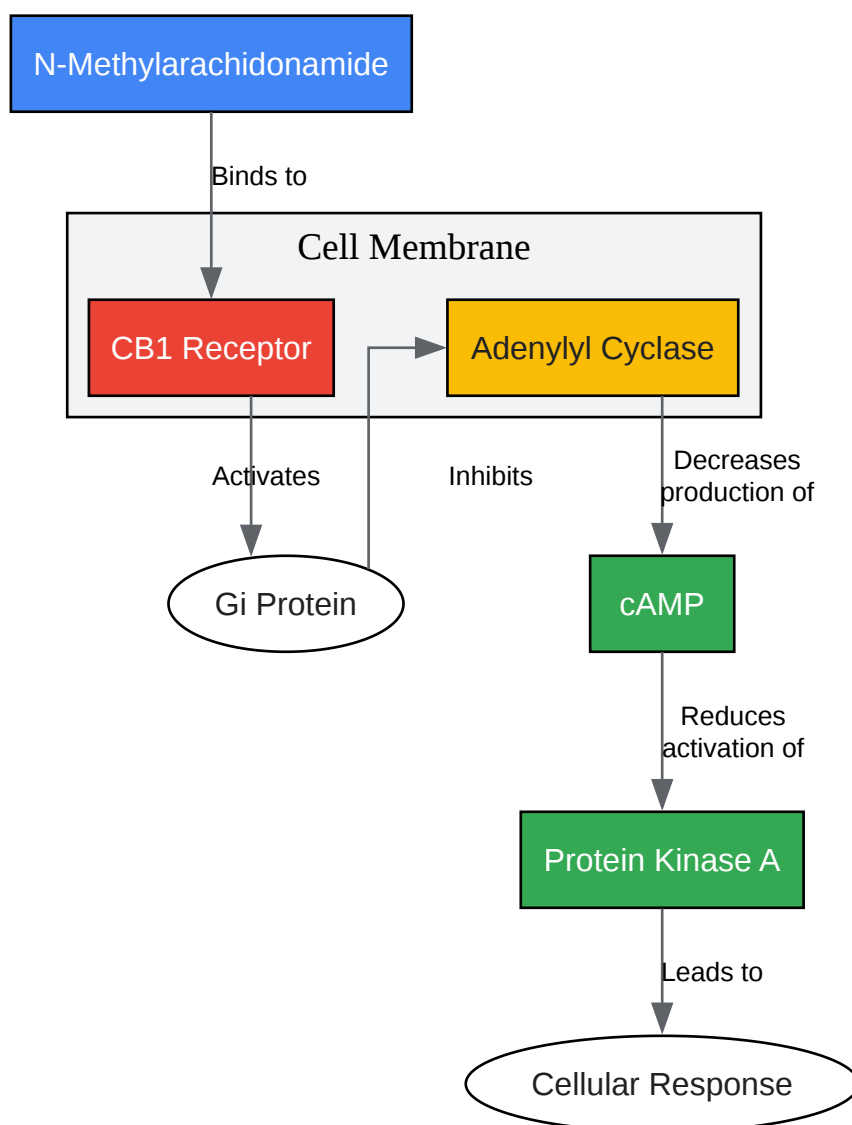 N-Methylarachidonamide
Binds to
Cell Membrane
CB1 Receptor
Adenylyl Cyclase
Activates
Inhibits
Decreases
production of
Gi Protein
cAMP
Reduces
activation of
Protein Kinase A
Leads to
Cellular Response